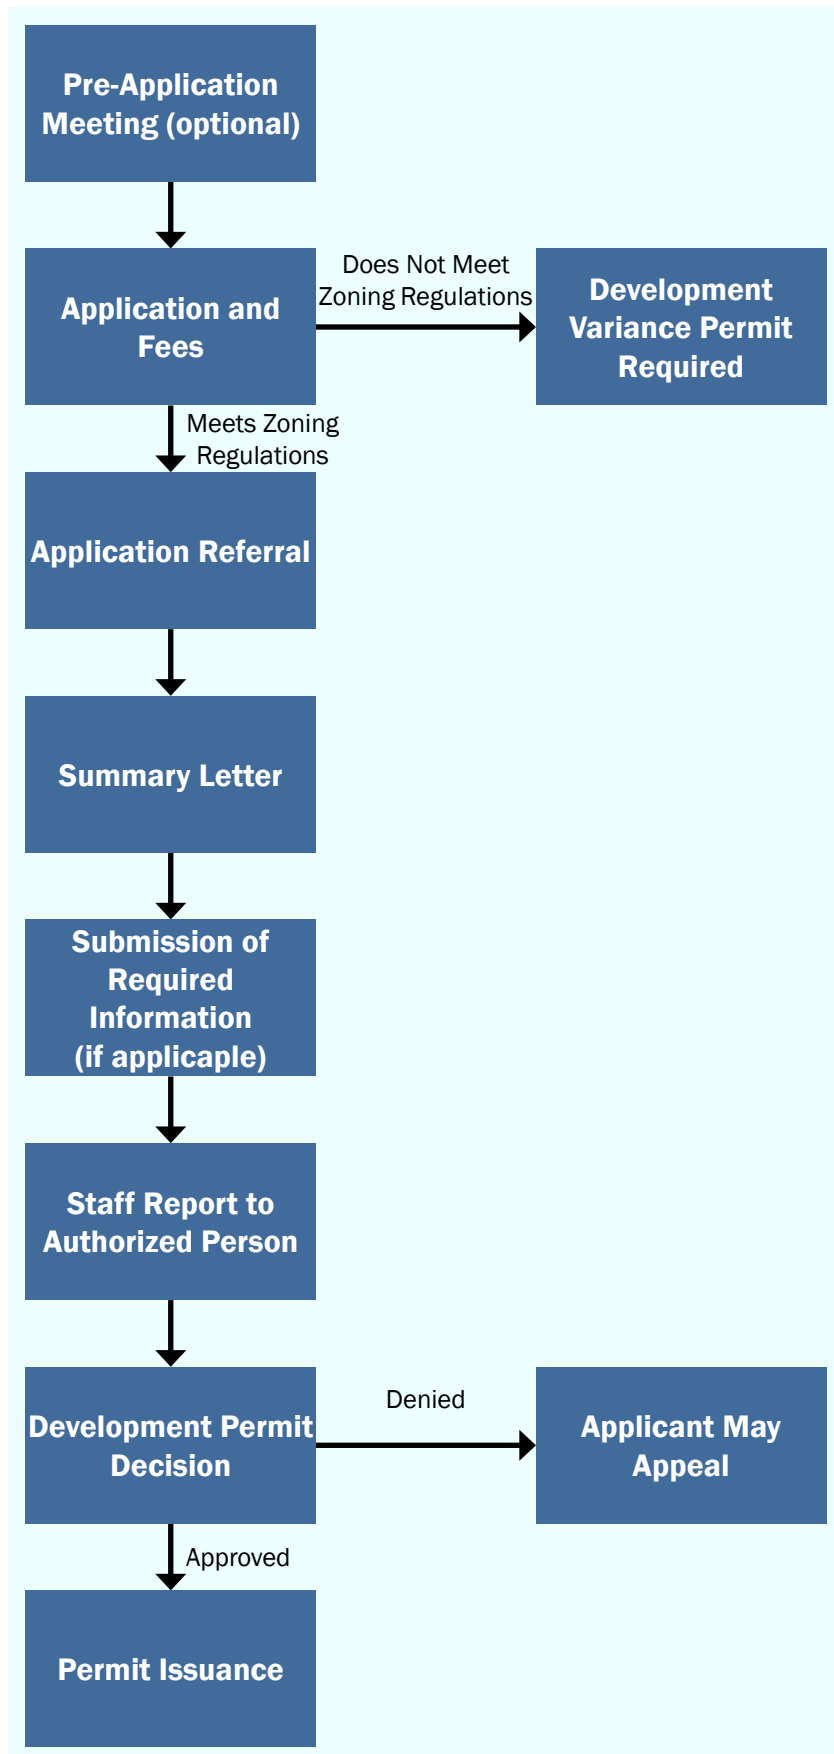 Pre-Application
Meeting (optional)
Application and
Fees
Does Not Meet
Zoning Regulations
Development
Variance Permit
Required
Meets Zoning
Regulations
Application Referral
Summary Letter
Submission of
Required
Information
(if applicaple)
Staff Report to
Authorized Person
Development Permit
Decision
Denied
Applicant May
Appeal
Approved
Permit Issuance